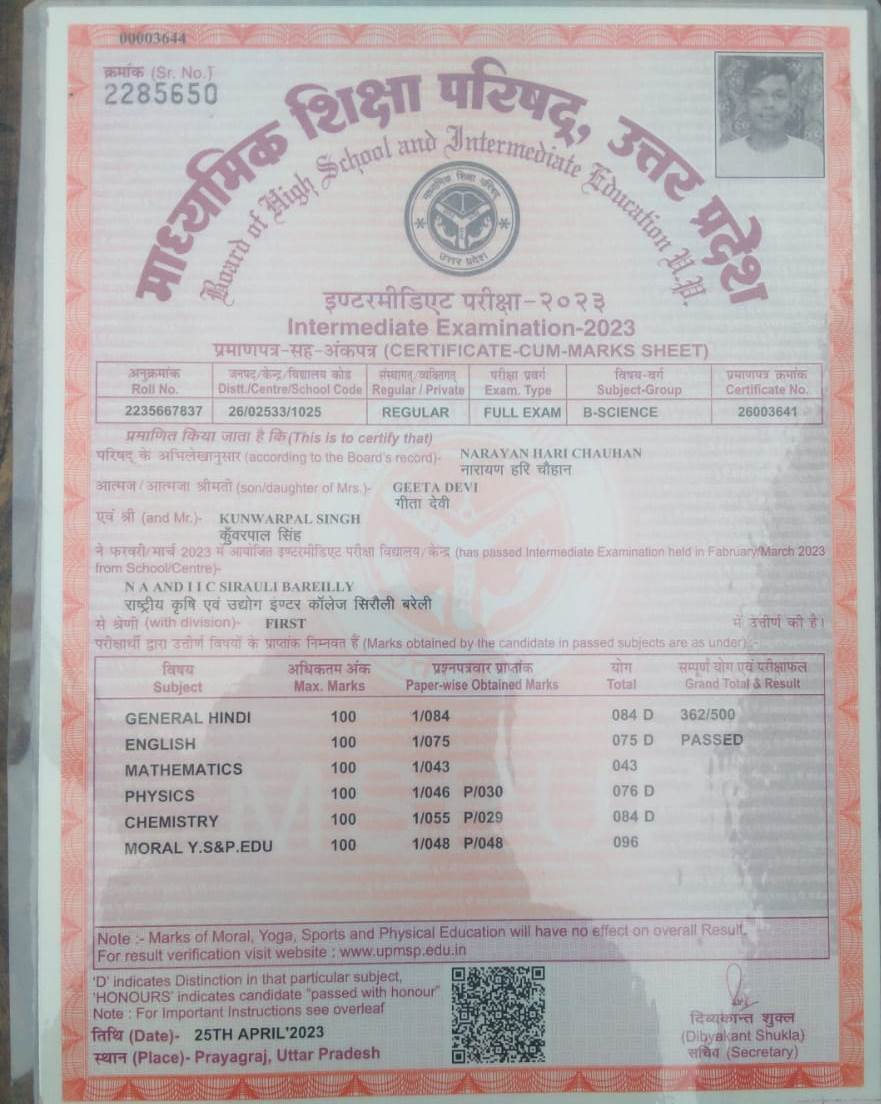 00003644
क्रमांक (Sr. No.)
2285650
माध्यमिक शिक्षा परिषद्, उत्तर प्रदेश
Board of High School and Intermediate Education U.P.
माध्यमिक शिक्षा परिषद्
उत्तर प्रदेश
इण्टरमीडिएट परीक्षा-२०२३
Intermediate Examination-2023
प्रमाणपत्र-सह-अंकपत्र (CERTIFICATE-CUM-MARKS SHEET)
अनुक्रमांक जनपद/केन्द्र/विद्यालय कोड संस्थागत/व्यक्तिगत परीक्षा प्रवर्ग विषय-वर्ग प्रमाणपत्र क्रमांक
Roll No. Distt./Centre/School Code Regular / Private Exam. Type Subject-Group Certificate No.
2235667837 26/02533/1025 REGULAR FULL EXAM B-SCIENCE 26003641
प्रमाणित किया जाता है कि (This is to certify that)
परिषद् के अभिलेखानुसार (according to the Board's record)- NARAYAN HARI CHAUHAN
नारायण हरि चौहान
आत्मज/आत्मजा श्रीमती (son/daughter of Mrs.)- GEETA DEVI
गीता देवी
एवं श्री (and Mr.)- KUNWARPAL SINGH
कुँवरपाल सिंह
ने फरवरी/मार्च 2023 में आयोजित इण्टरमीडिएट परीक्षा विद्यालय/केन्द्र (has passed Intermediate Examination held in Fabruary/March 2023
from School/Centre)-
N A AND I I C SIRAULI BAREILLY
राष्ट्रीय कृषि एवं उद्योग इण्टर कॉलेज सिरौली बरेली
से श्रेणी (with division)- FIRST में उत्तीर्ण की है।
परीक्षार्थी द्वारा उत्तीर्ण विषयों के प्राप्तांक निम्नवत हैं (Marks obtained by the candidate in passed subjects are as under) :-
विषय अधिकतम अंक प्रश्नपत्रवार प्राप्तांक योग सम्पूर्ण योग एवं परीक्षाफल
Subject Max. Marks Paper-wise Obtained Marks Total Grand Total & Result
GENERAL HINDI 100 1/084 084 D 362/500
ENGLISH 100 1/075 075 D PASSED
MATHEMATICS 100 1/043 043
PHYSICS 100 1/046 P/030 076 D
CHEMISTRY 100 1/055 P/029 084 D
MORAL Y.S&P.EDU 100 1/048 P/048 096
Note :- Marks of Moral, Yoga, Sports and Physical Education will have no effect on overall Result.
For result verification visit website : www.upmsp.edu.in
'D' indicates Distinction in that particular subject,
'HONOURS' indicates candidate "passed with honour"
Note : For Important Instructions see overleaf
तिथि (Date)- 25TH APRIL'2023
स्थान (Place)- Prayagraj, Uttar Pradesh
दिव्यकान्त शुक्ल
(Dibyakant Shukla)
सचिव (Secretary)